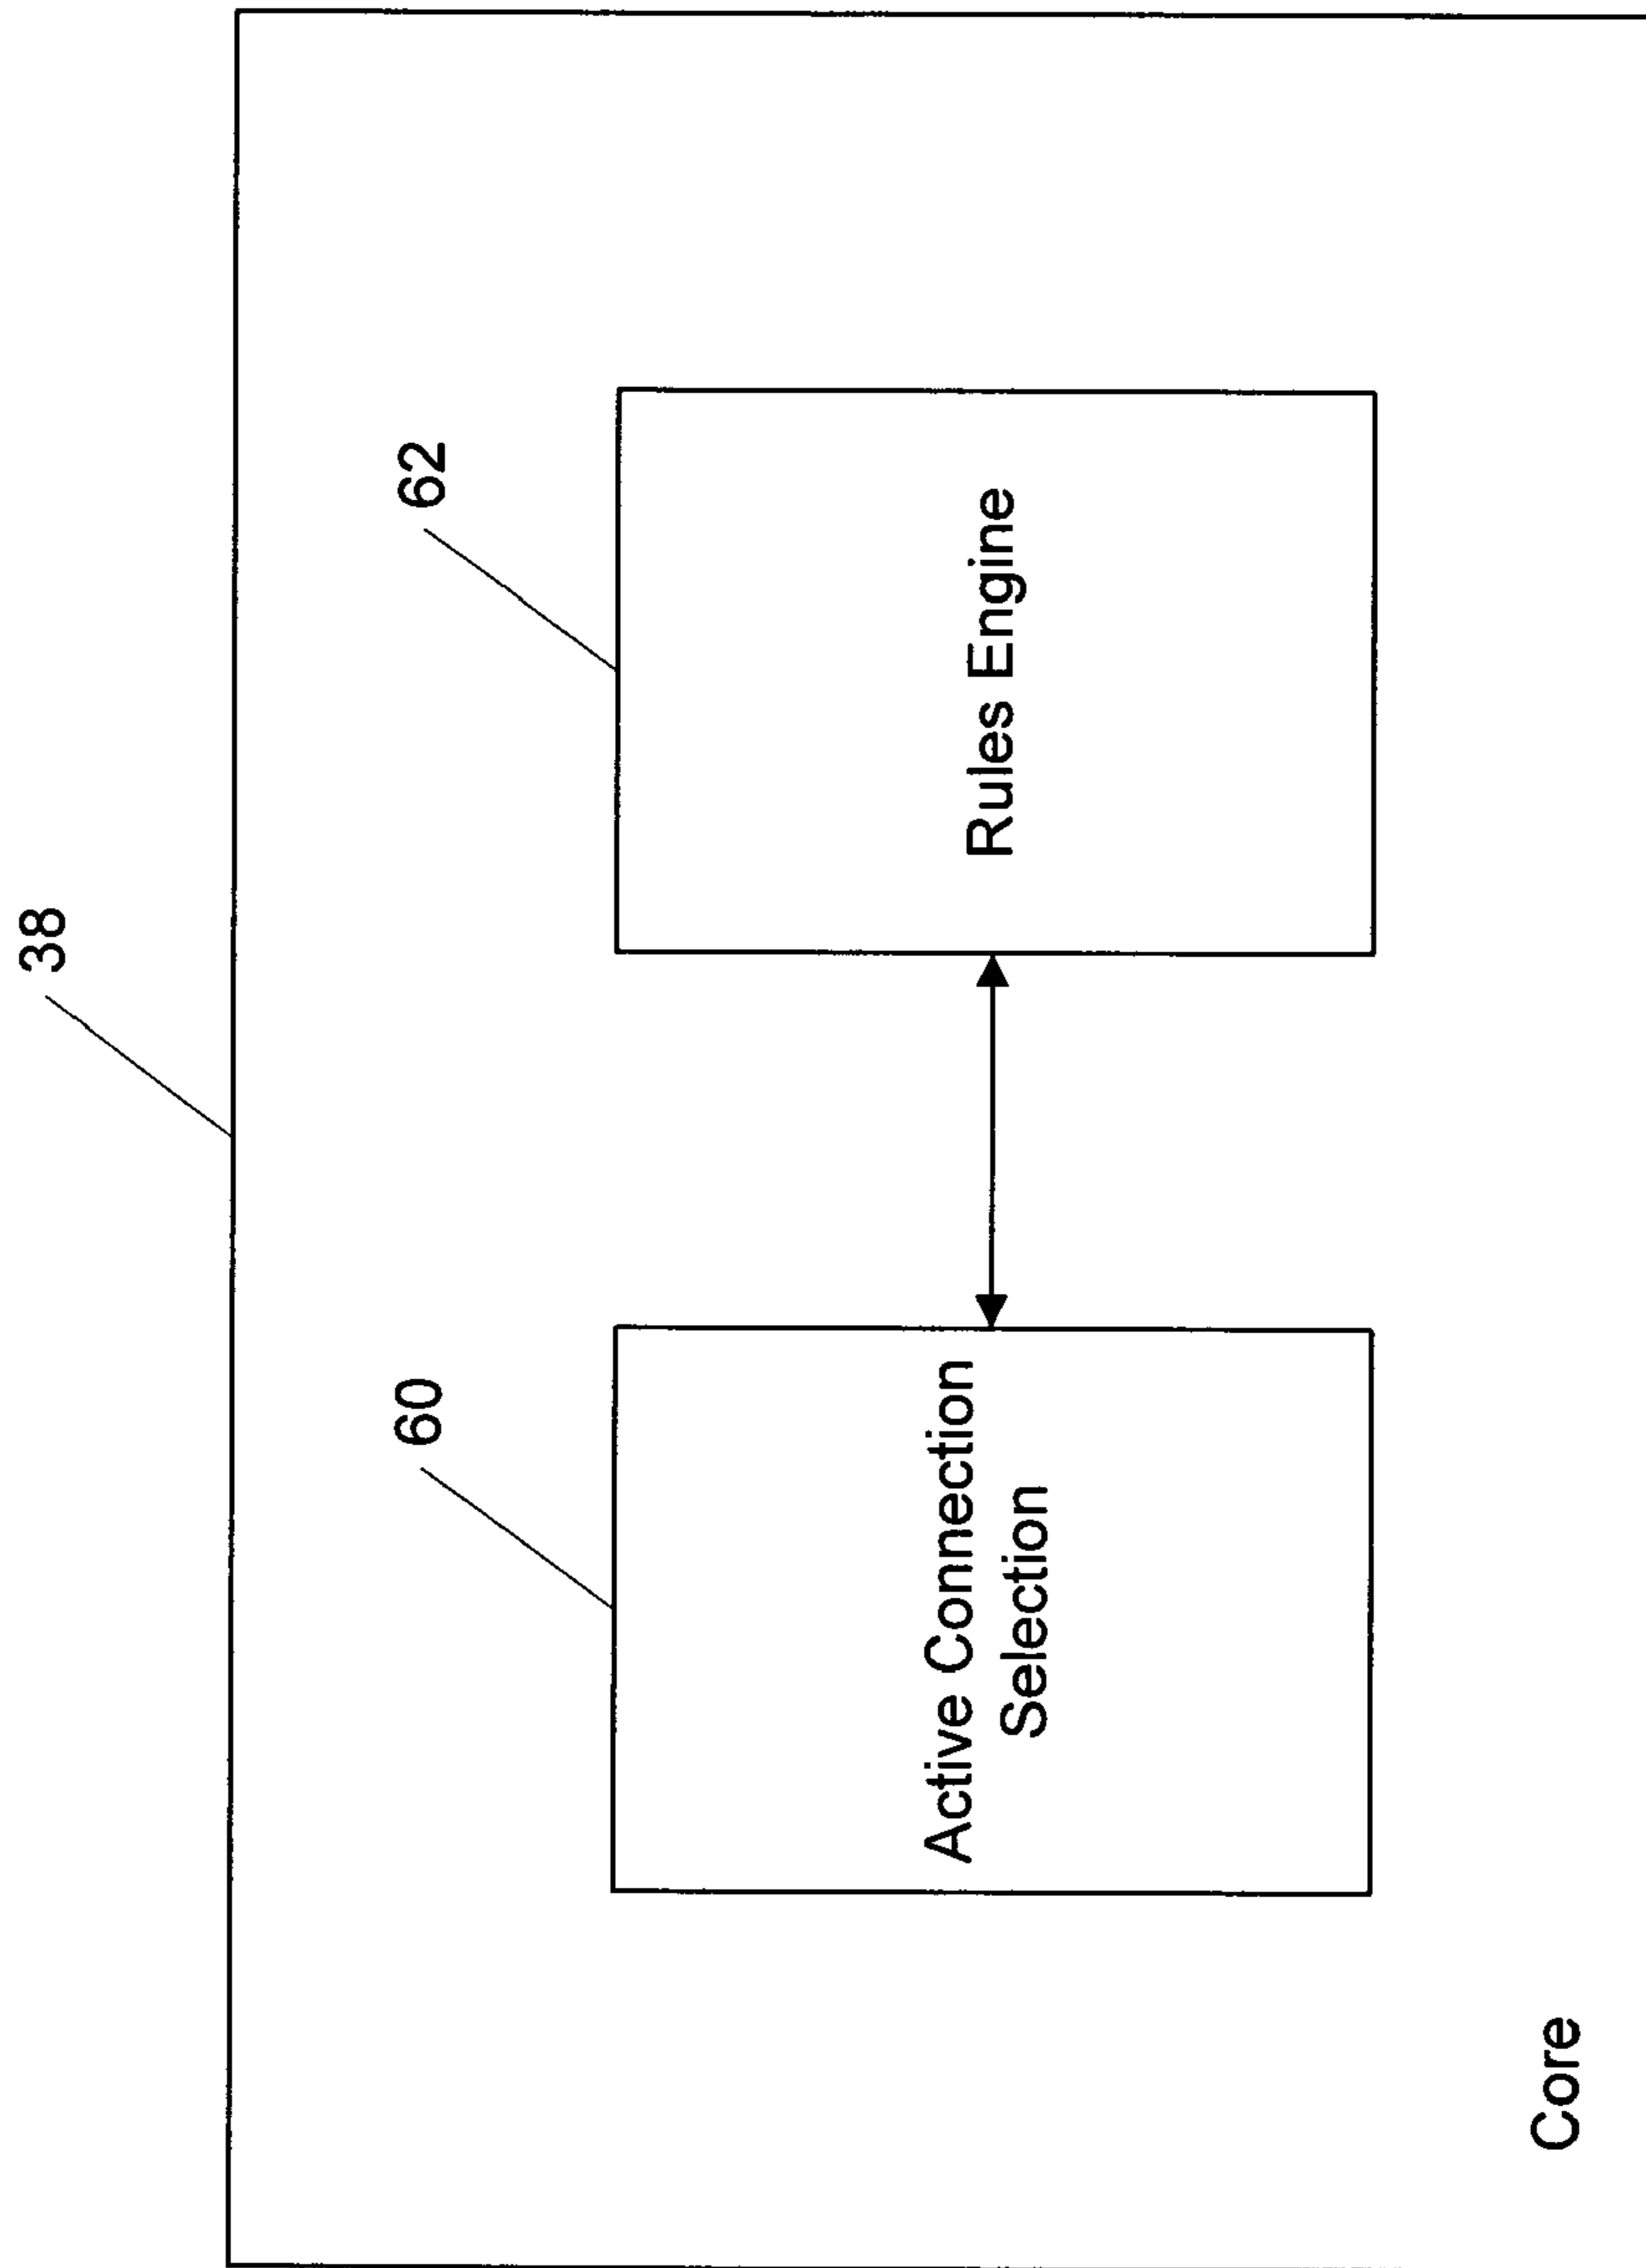 38
60
62
Active Connection
Selection
Rules Engine
Core